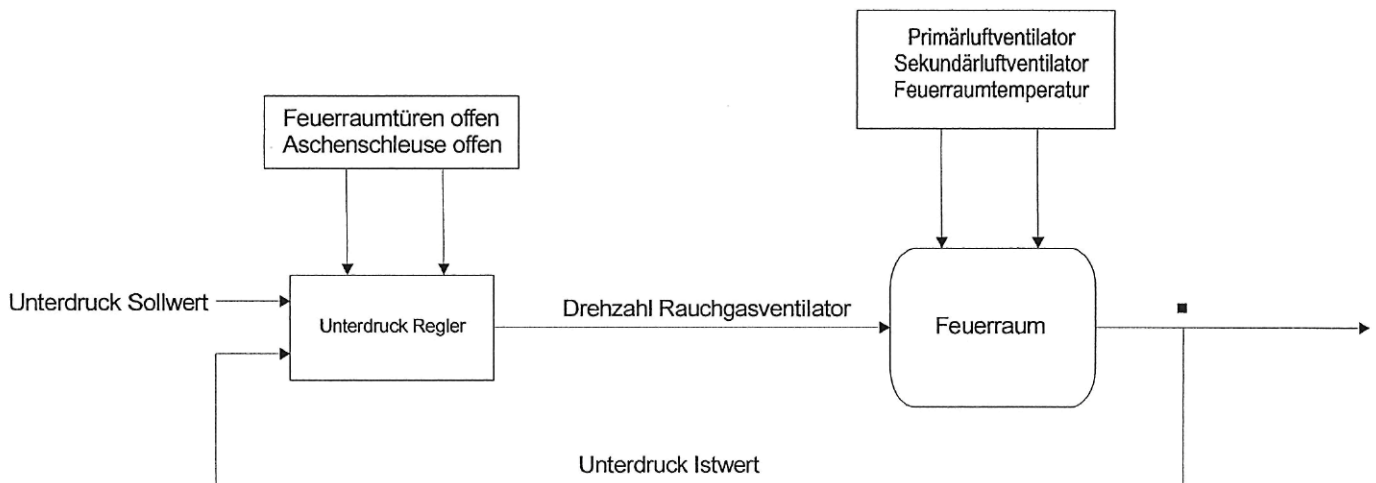 Primärluftventilator
Sekundärluftventilator
Feuerraumtemperatur
Feuerraumtüren offen
Aschenschleuse offen
Unterdruck Sollwert
Unterdruck Regler
Drehzahl Rauchgasventilator
Feuerraum
Unterdruck Istwert